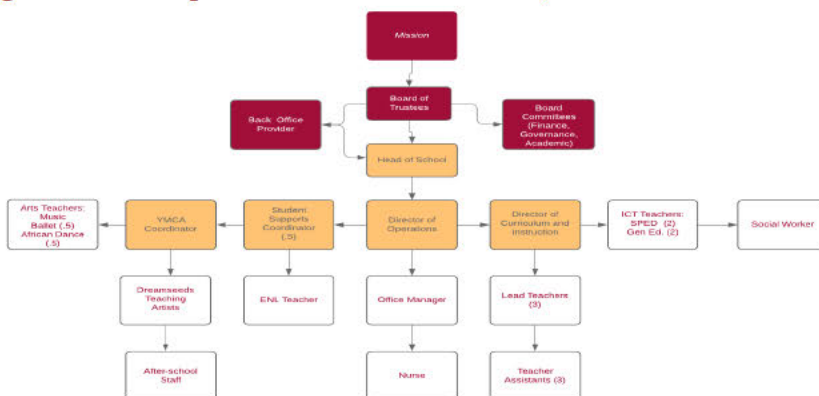 Mission
Board of
Trustees
Back Office
Provider
Board
Committees
(Finance,
Governance,
Academic)
Head of School
Arts Teachers:
Music
Ballet (.5)
African Dance
(.5)
YMCA
Coordinator
Student
Supports
Coordinator
(.5)
Director of
Operations
Director of
Curriculum and
Instruction
ICT Teachers:
SPED (2)
Gen Ed. (2)
Social Worker
Dreamseeds
Teaching
Artists
ENL Teacher
Office Manager
Lead Teachers
(3)
After-school
Staff
Nurse
Teacher
Assistants (3)